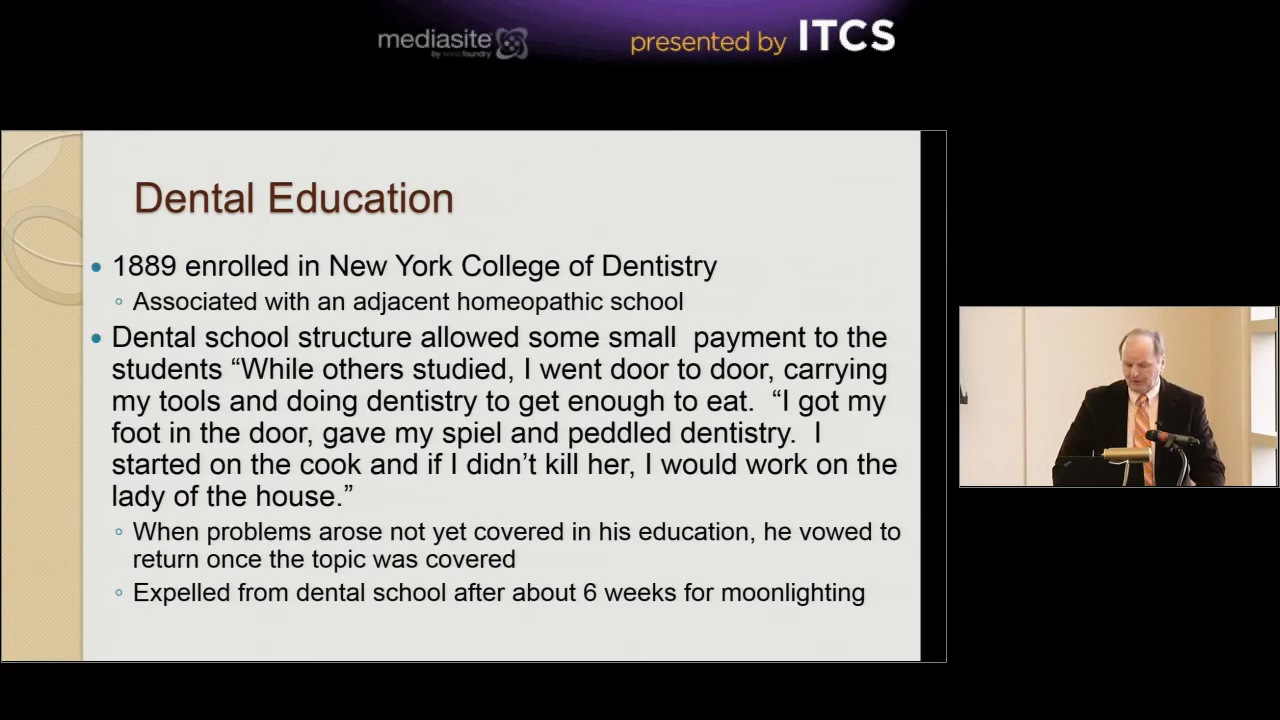 mediasite
by sonicfoundry
presented by ITCS
Dental Education
• 1889 enrolled in New York College of Dentistry
◦ Associated with an adjacent homeopathic school
• Dental school structure allowed some small  payment to the
students “While others studied, I went door to door, carrying
my tools and doing dentistry to get enough to eat.  “I got my
foot in the door, gave my spiel and peddled dentistry.  I
started on the cook and if I didn’t kill her, I would work on the
lady of the house.”
◦ When problems arose not yet covered in his education, he vowed to
return once the topic was covered
◦ Expelled from dental school after about 6 weeks for moonlighting